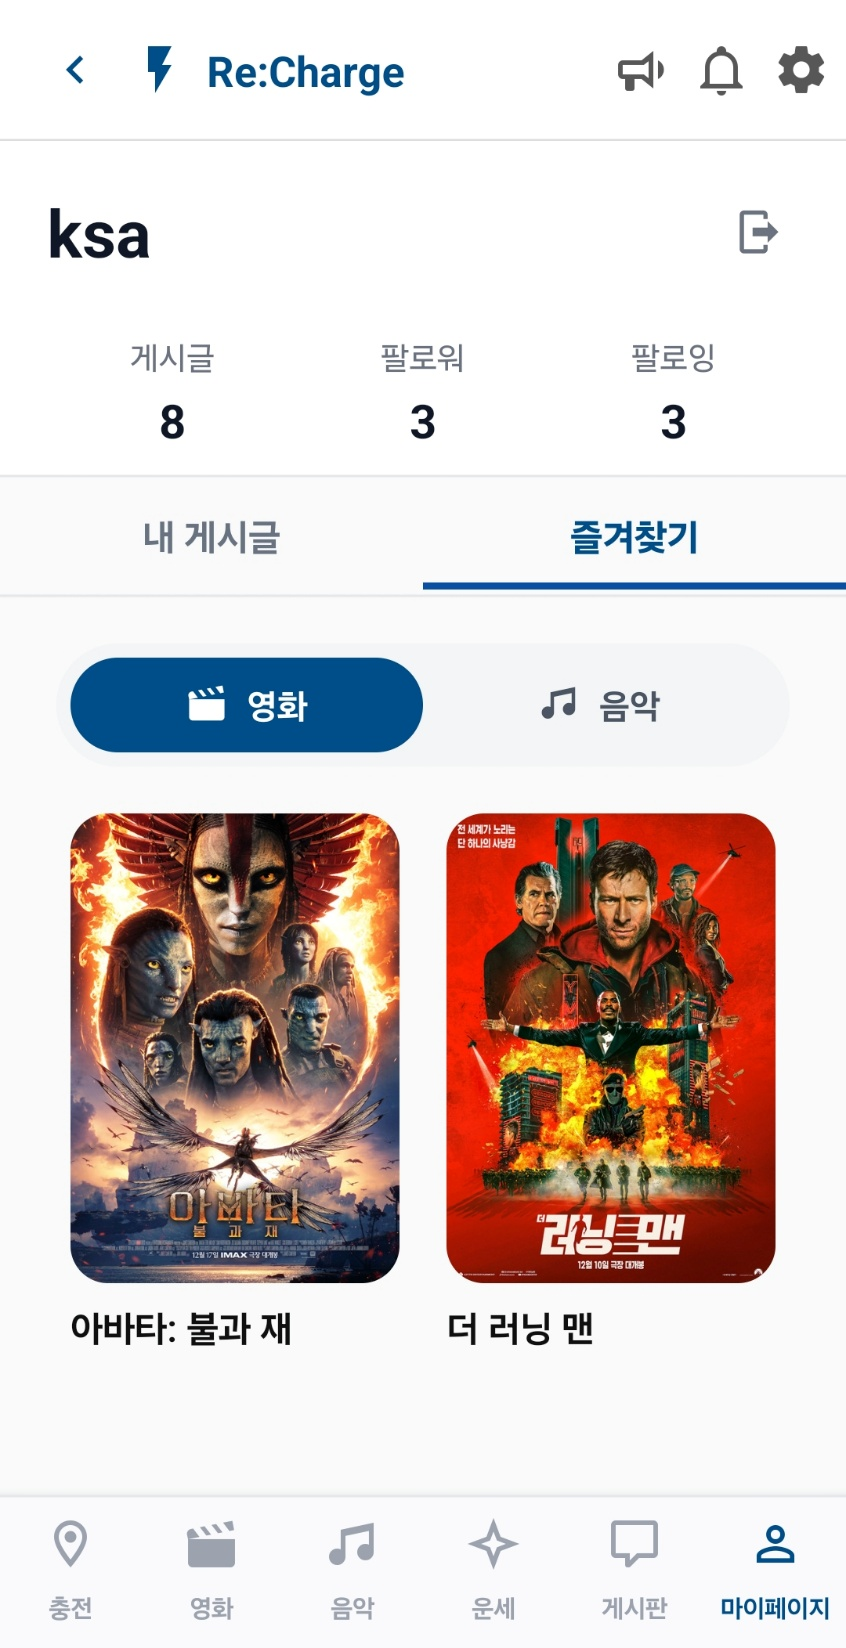 Re:Charge
ksa
게시글
팔로워
팔로잉
8
3
3
내 게시글
즐겨찾기
영화
음악
전 세계가 노리는
단 하나의 사냥감
아바타
불과 재
12월 17일 IMAX 극장 대개봉
더 러닝 맨
12월 10일 극장 대개봉
아바타: 불과 재
더 러닝 맨
충전
영화
음악
운세
게시판
마이페이지